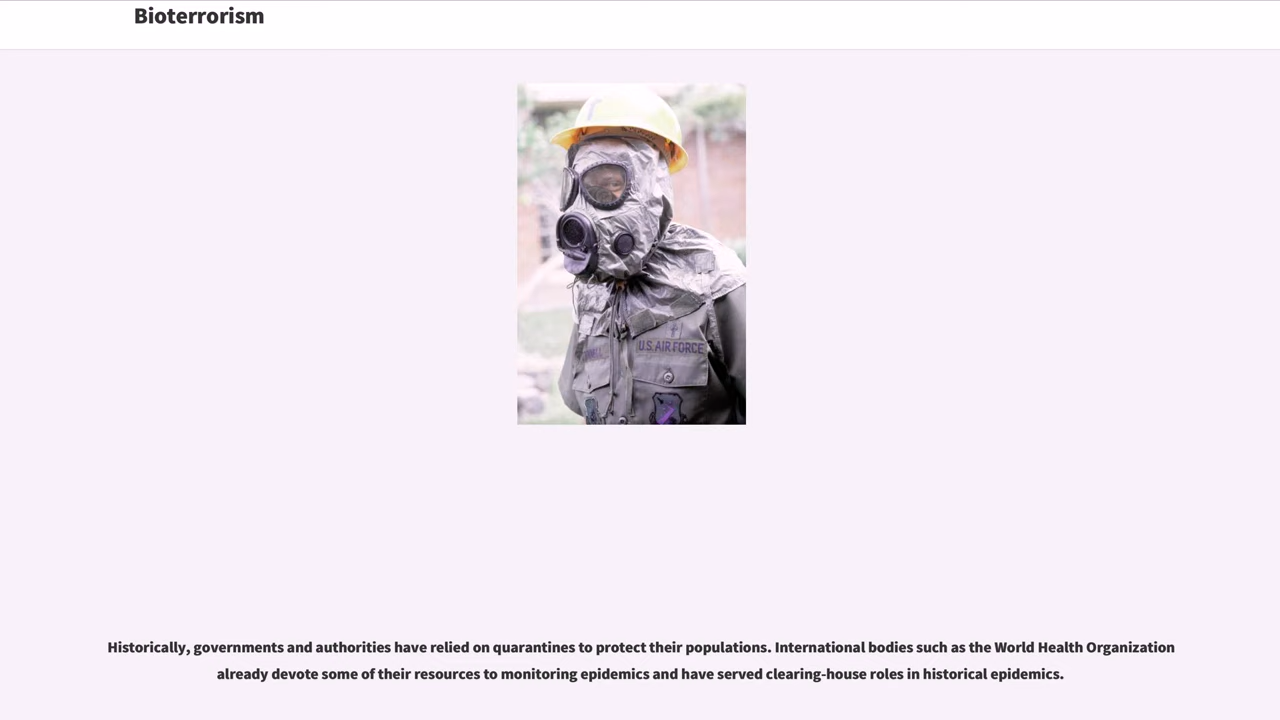 Bioterrorism
U.S. AIR FORCE
Historically, governments and authorities have relied on quarantines to protect their populations. International bodies such as the World Health Organization
already devote some of their resources to monitoring epidemics and have served clearing-house roles in historical epidemics.